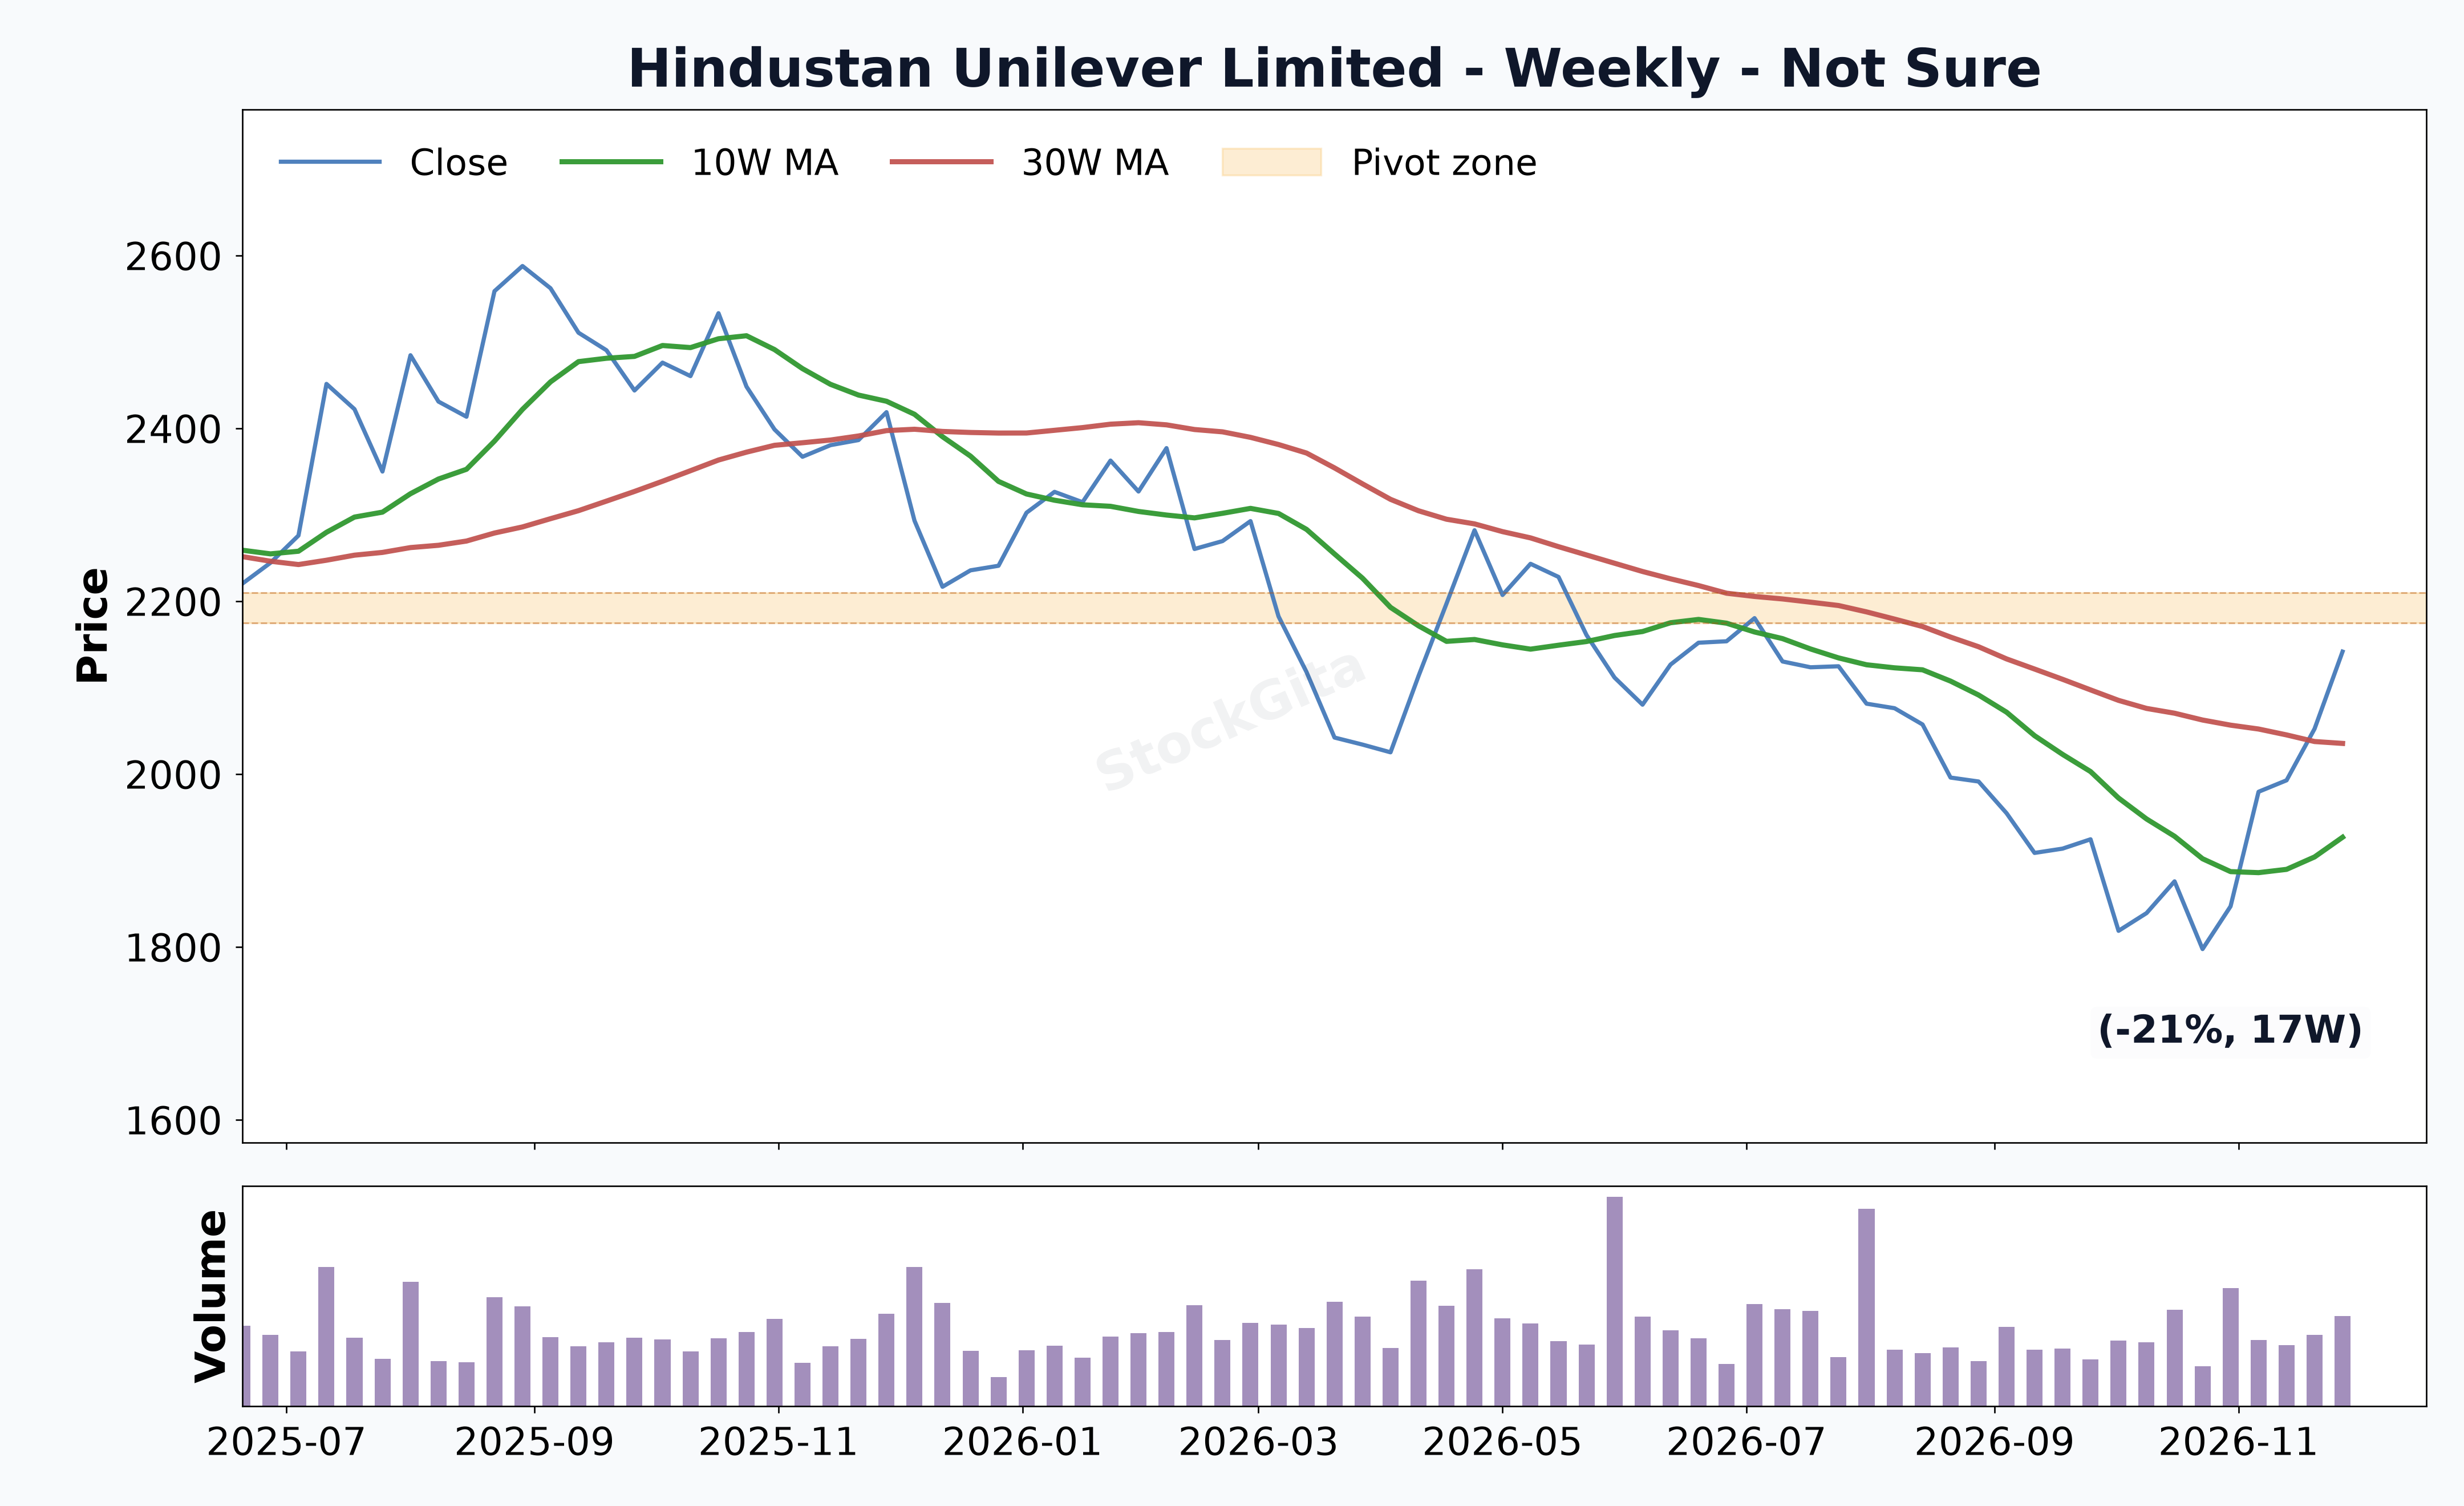 Hindustan Unilever Limited - Weekly - Not Sure
Close 10W MA 30W MA Pivot zone
Price
2600
2400
2200
2000
1800
1600
StockGita
(-21%, 17W)
Volume
2025-07 2025-09 2025-11 2026-01 2026-03 2026-05 2026-07 2026-09 2026-11